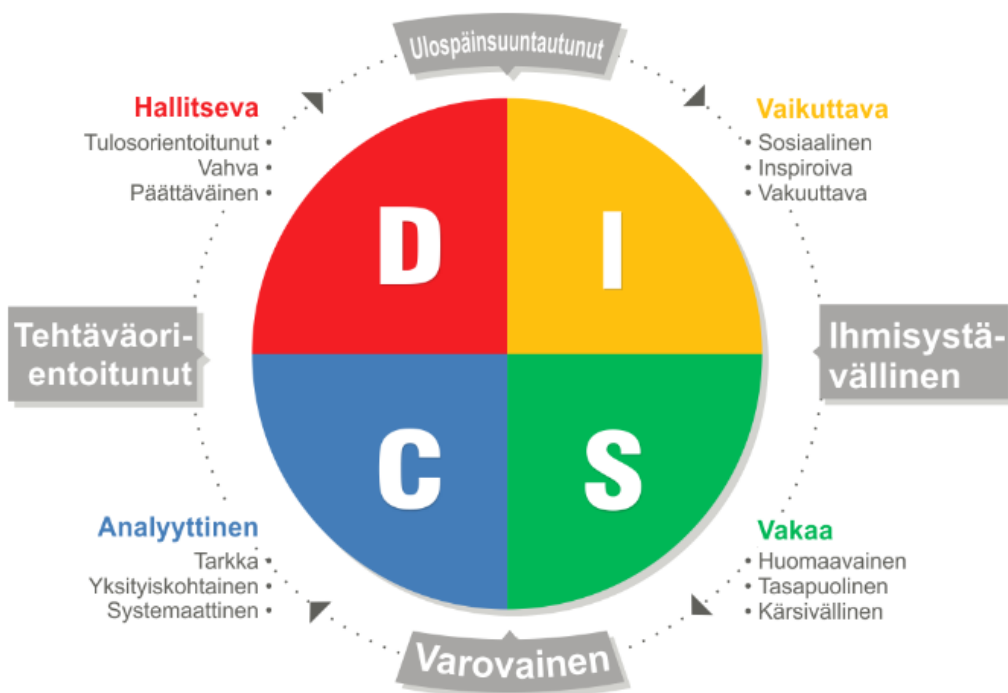 Ulospäinsuuntautunut
Hallitseva
Tulosorientoitunut •
Vahva •
Päättäväinen •
Vaikuttava
• Sosiaalinen
• Inspiroiva
• Vakuuttava
D
I
Tehtäväori-
entoitunut
Ihmisystä-
vällinen
C
S
Analyyttinen
Tarkka •
Yksityiskohtainen •
Systemaattinen •
Vakaa
• Huomaavainen
• Tasapuolinen
• Kärsivällinen
Varovainen